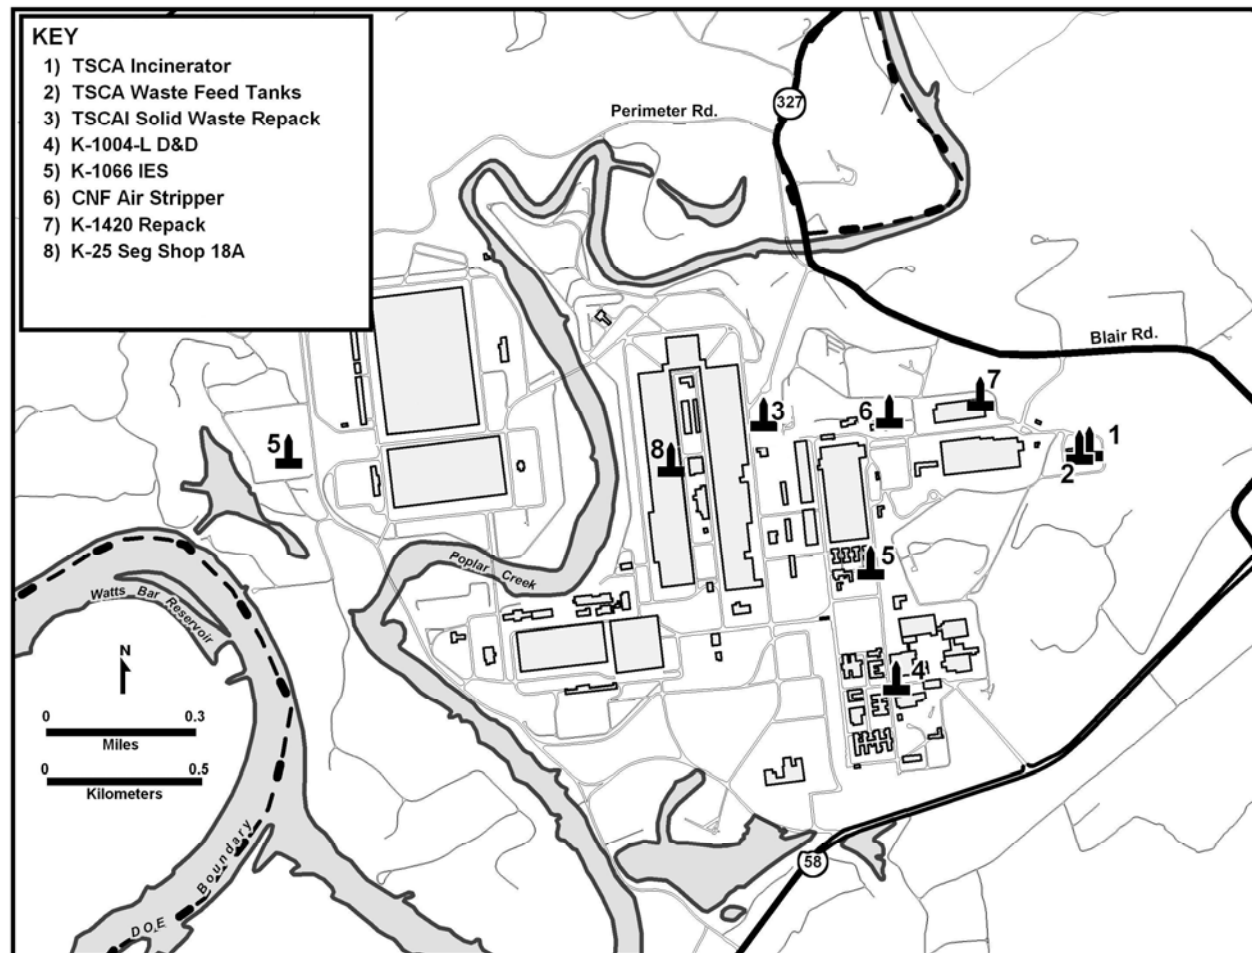 KEY
1) TSCA Incinerator
2) TSCA Waste Feed Tanks
3) TSCAI Solid Waste Repack
4) K-1004-L D&D
5) K-1066 IES
6) CNF Air Stripper
7) K-1420 Repack
8) K-25 Seg Shop 18A
Perimeter Rd.
327
Blair Rd.
7
6
3
1
2
8
5
5
4
Poplar Creek
Watts Bar Reservoir
N
0 0.3
Miles
0 0.5
Kilometers
DOE Boundary
58